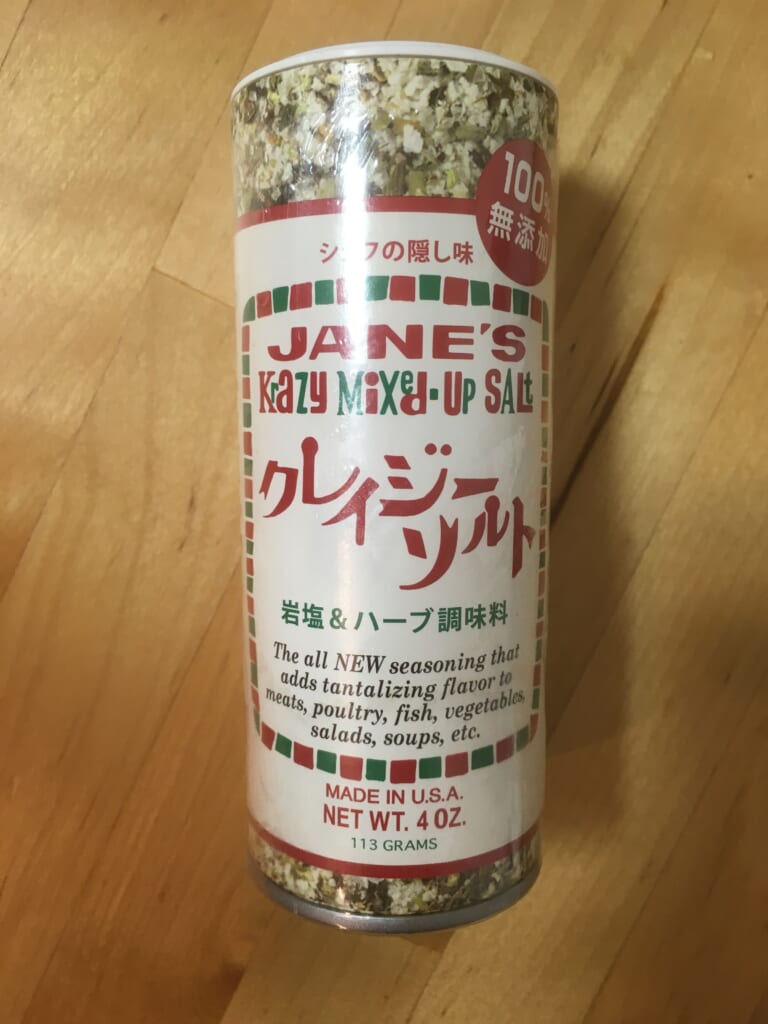 100%
無添加
シェフの隠し味
JANE'S
Krazy Mixed-Up Salt
クレイジー
ソルト
岩塩&ハーブ調味料
The all NEW seasoning that
adds tantalizing flavor to
meats, poultry, fish, vegetables,
salads, soups, etc.
MADE IN U.S.A.
NET WT. 4 OZ.
113 GRAMS